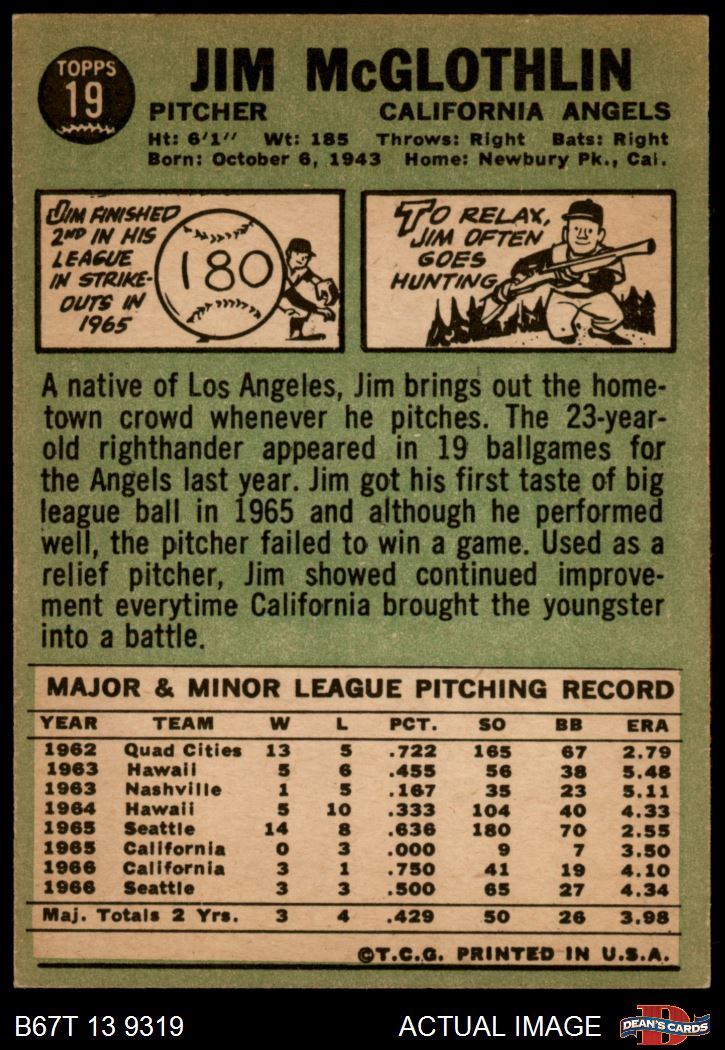 TOPPS
19
JIM McGLOTHLIN
PITCHER CALIFORNIA ANGELS
Ht: 6'1" Wt: 185 Throws: Right Bats: Right
Born: October 6, 1943 Home: Newbury Pk., Cal.
JIM FINISHED
2ND IN HIS
LEAGUE
IN STRIKE-
OUTS IN
1965
180
TO RELAX,
JIM OFTEN
GOES
HUNTING
A native of Los Angeles, Jim brings out the home-
town crowd whenever he pitches. The 23-year-
old righthander appeared in 19 ballgames for
the Angels last year. Jim got his first taste of big
league ball in 1965 and although he performed
well, the pitcher failed to win a game. Used as a
relief pitcher, Jim showed continued improve-
ment everytime California brought the youngster
into a battle.
MAJOR & MINOR LEAGUE PITCHING RECORD
YEAR TEAM W L PCT. SO BB ERA
1962 Quad Cities 13 5 .722 165 67 2.79
1963 Hawaii 5 6 .455 56 38 5.48
1963 Nashville 1 5 .167 35 23 5.11
1964 Hawaii 5 10 .333 104 40 4.33
1965 Seattle 14 8 .636 180 70 2.55
1965 California 0 3 .000 9 7 3.50
1966 California 3 1 .750 41 19 4.10
1966 Seattle 3 3 .500 65 27 4.34
Maj. Totals 2 Yrs. 3 4 .429 50 26 3.98
©T.C.G. PRINTED IN U.S.A.
B67T 13 9319 ACTUAL IMAGE
D
DEAN'S CARDS